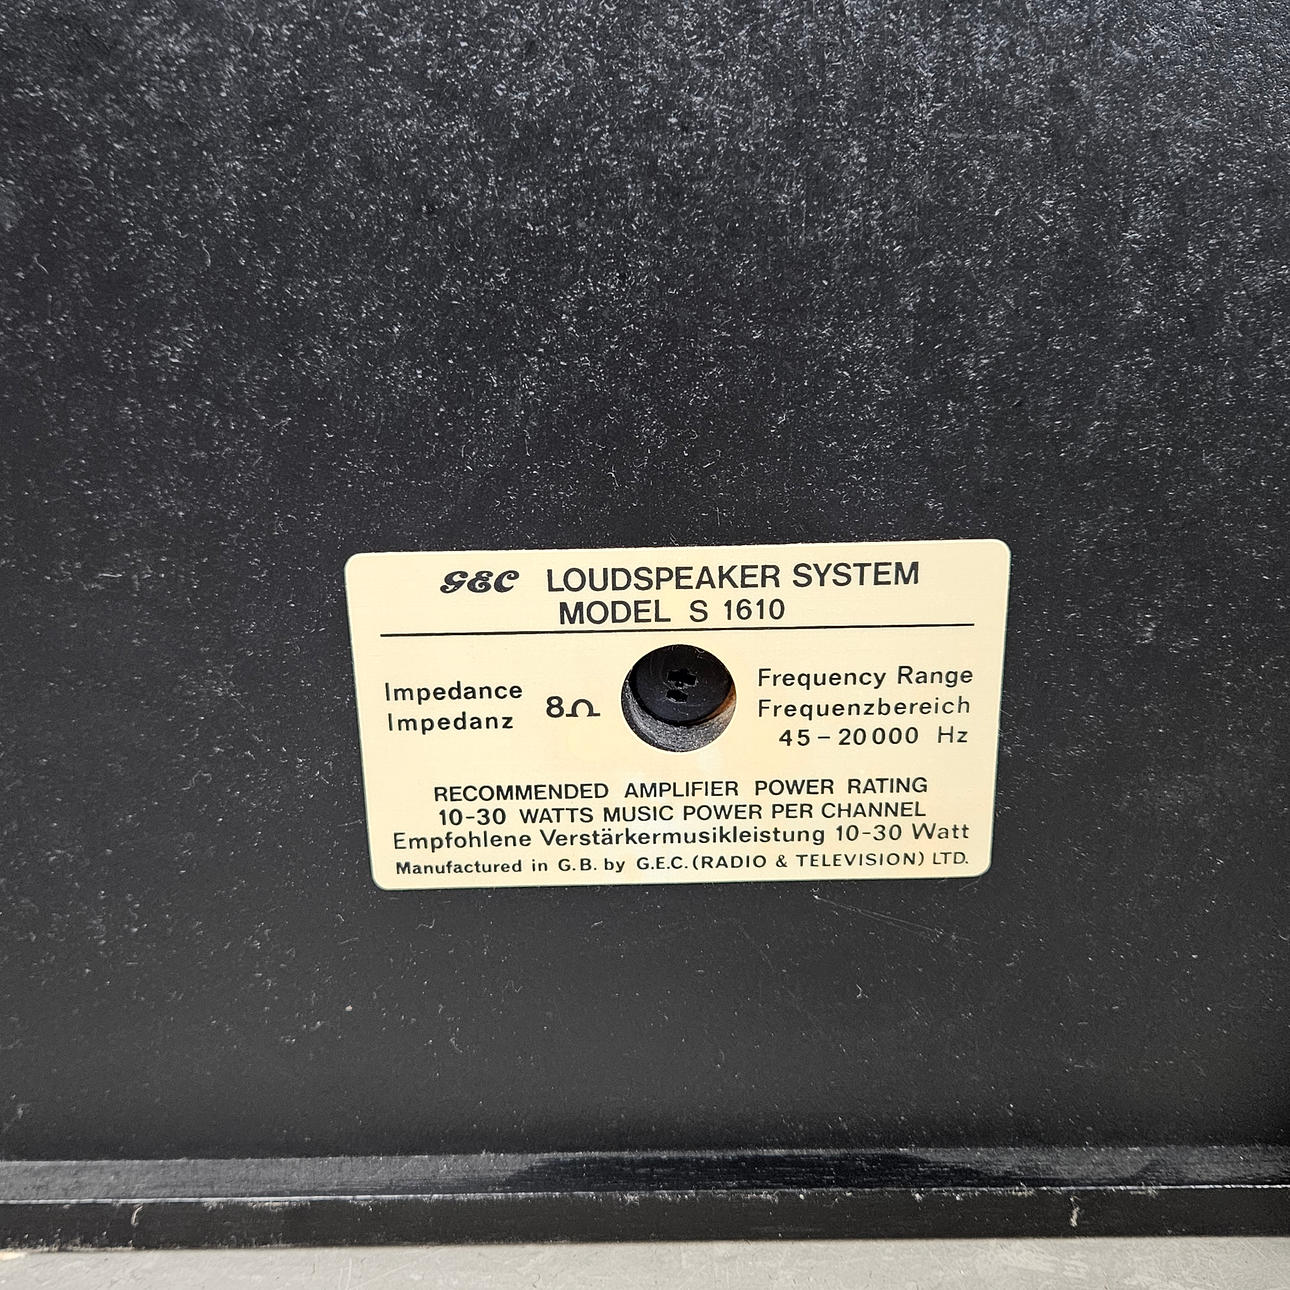 GEC LOUDSPEAKER SYSTEM
MODEL S 1610
Impedance
Impedanz
8Ω
Frequency Range
Frequenzbereich
45-20000 Hz
RECOMMENDED AMPLIFIER POWER RATING
10-30 WATTS MUSIC POWER PER CHANNEL
Empfohlene Verstärkermusikleistung 10-30 Watt
Manufactured in G.B. by G.E.C. (RADIO & TELEVISION) LTD.